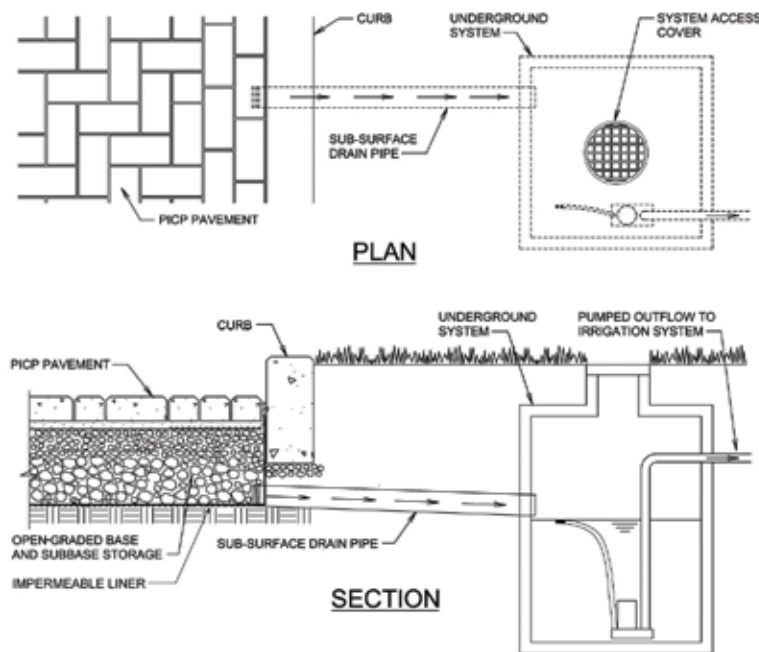 CURB
UNDERGROUND
SYSTEM
SYSTEM ACCESS
COVER
SUB-SURFACE
DRAIN PIPE
PICP PAVEMENT
PLAN
CURB
UNDERGROUND
SYSTEM
PUMPED OUTFLOW TO
IRRIGATION SYSTEM
PICP PAVEMENT
OPEN-GRADED BASE
AND SUBBASE STORAGE
SUB-SURFACE DRAIN PIPE
IMPERMEABLE LINER
SECTION